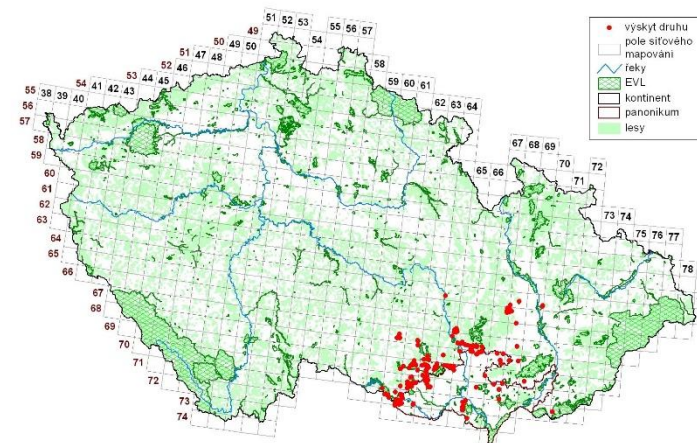 49 51 52 53 55 56 57
50 54
51 49 50 58
52 47 48 59 60 61
53 45 46 62 63 64
55 38 54 41 42 43 44
56 39 40
57
58
59
60
61
62
63
64
65
66
67
68
69
70
71
72
73
74
65 66
67 68 69
70
71 72
73 74
75 76 77
78
výskyt druhu
pole síťového
mapování
řeky
EVL
kontinent
panonikum
lesy